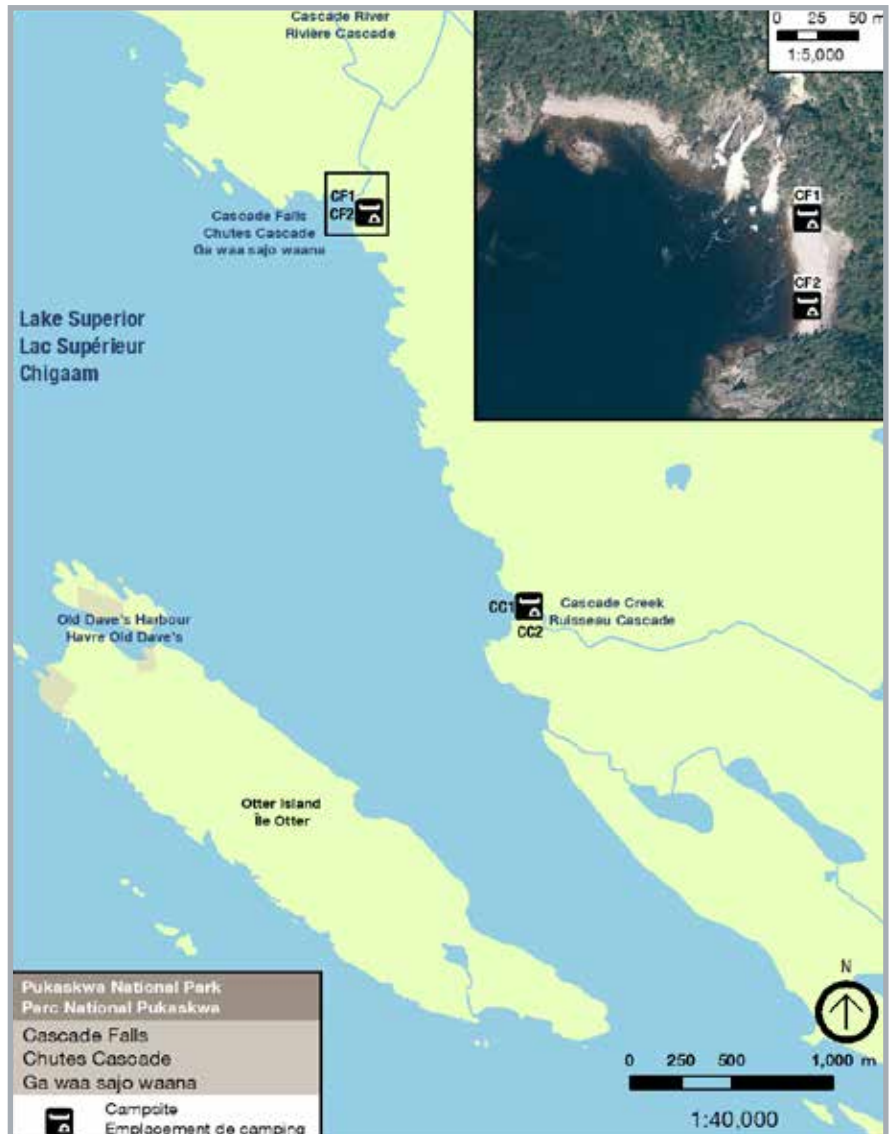 Cascade River
Rivière Cascade
0 25 50 m
1:5,000
CF1
CF2
CF1
CF2
Cascade Falls
Chutes Cascade
Ga waa sajo waana
Lake Superior
Lac Supérieur
Chigaam
CC1
CC2
Cascade Creek
Ruisseau Cascade
Old Dave's Harbour
Havre Old Dave's
Otter Island
Île Otter
N
0 250 500 1,000 m
1:40,000
Pukaskwa National Park
Parc National Pukaskwa
Cascade Falls
Chutes Cascade
Ga waa sajo waana
Campsite
Emplacement de camping